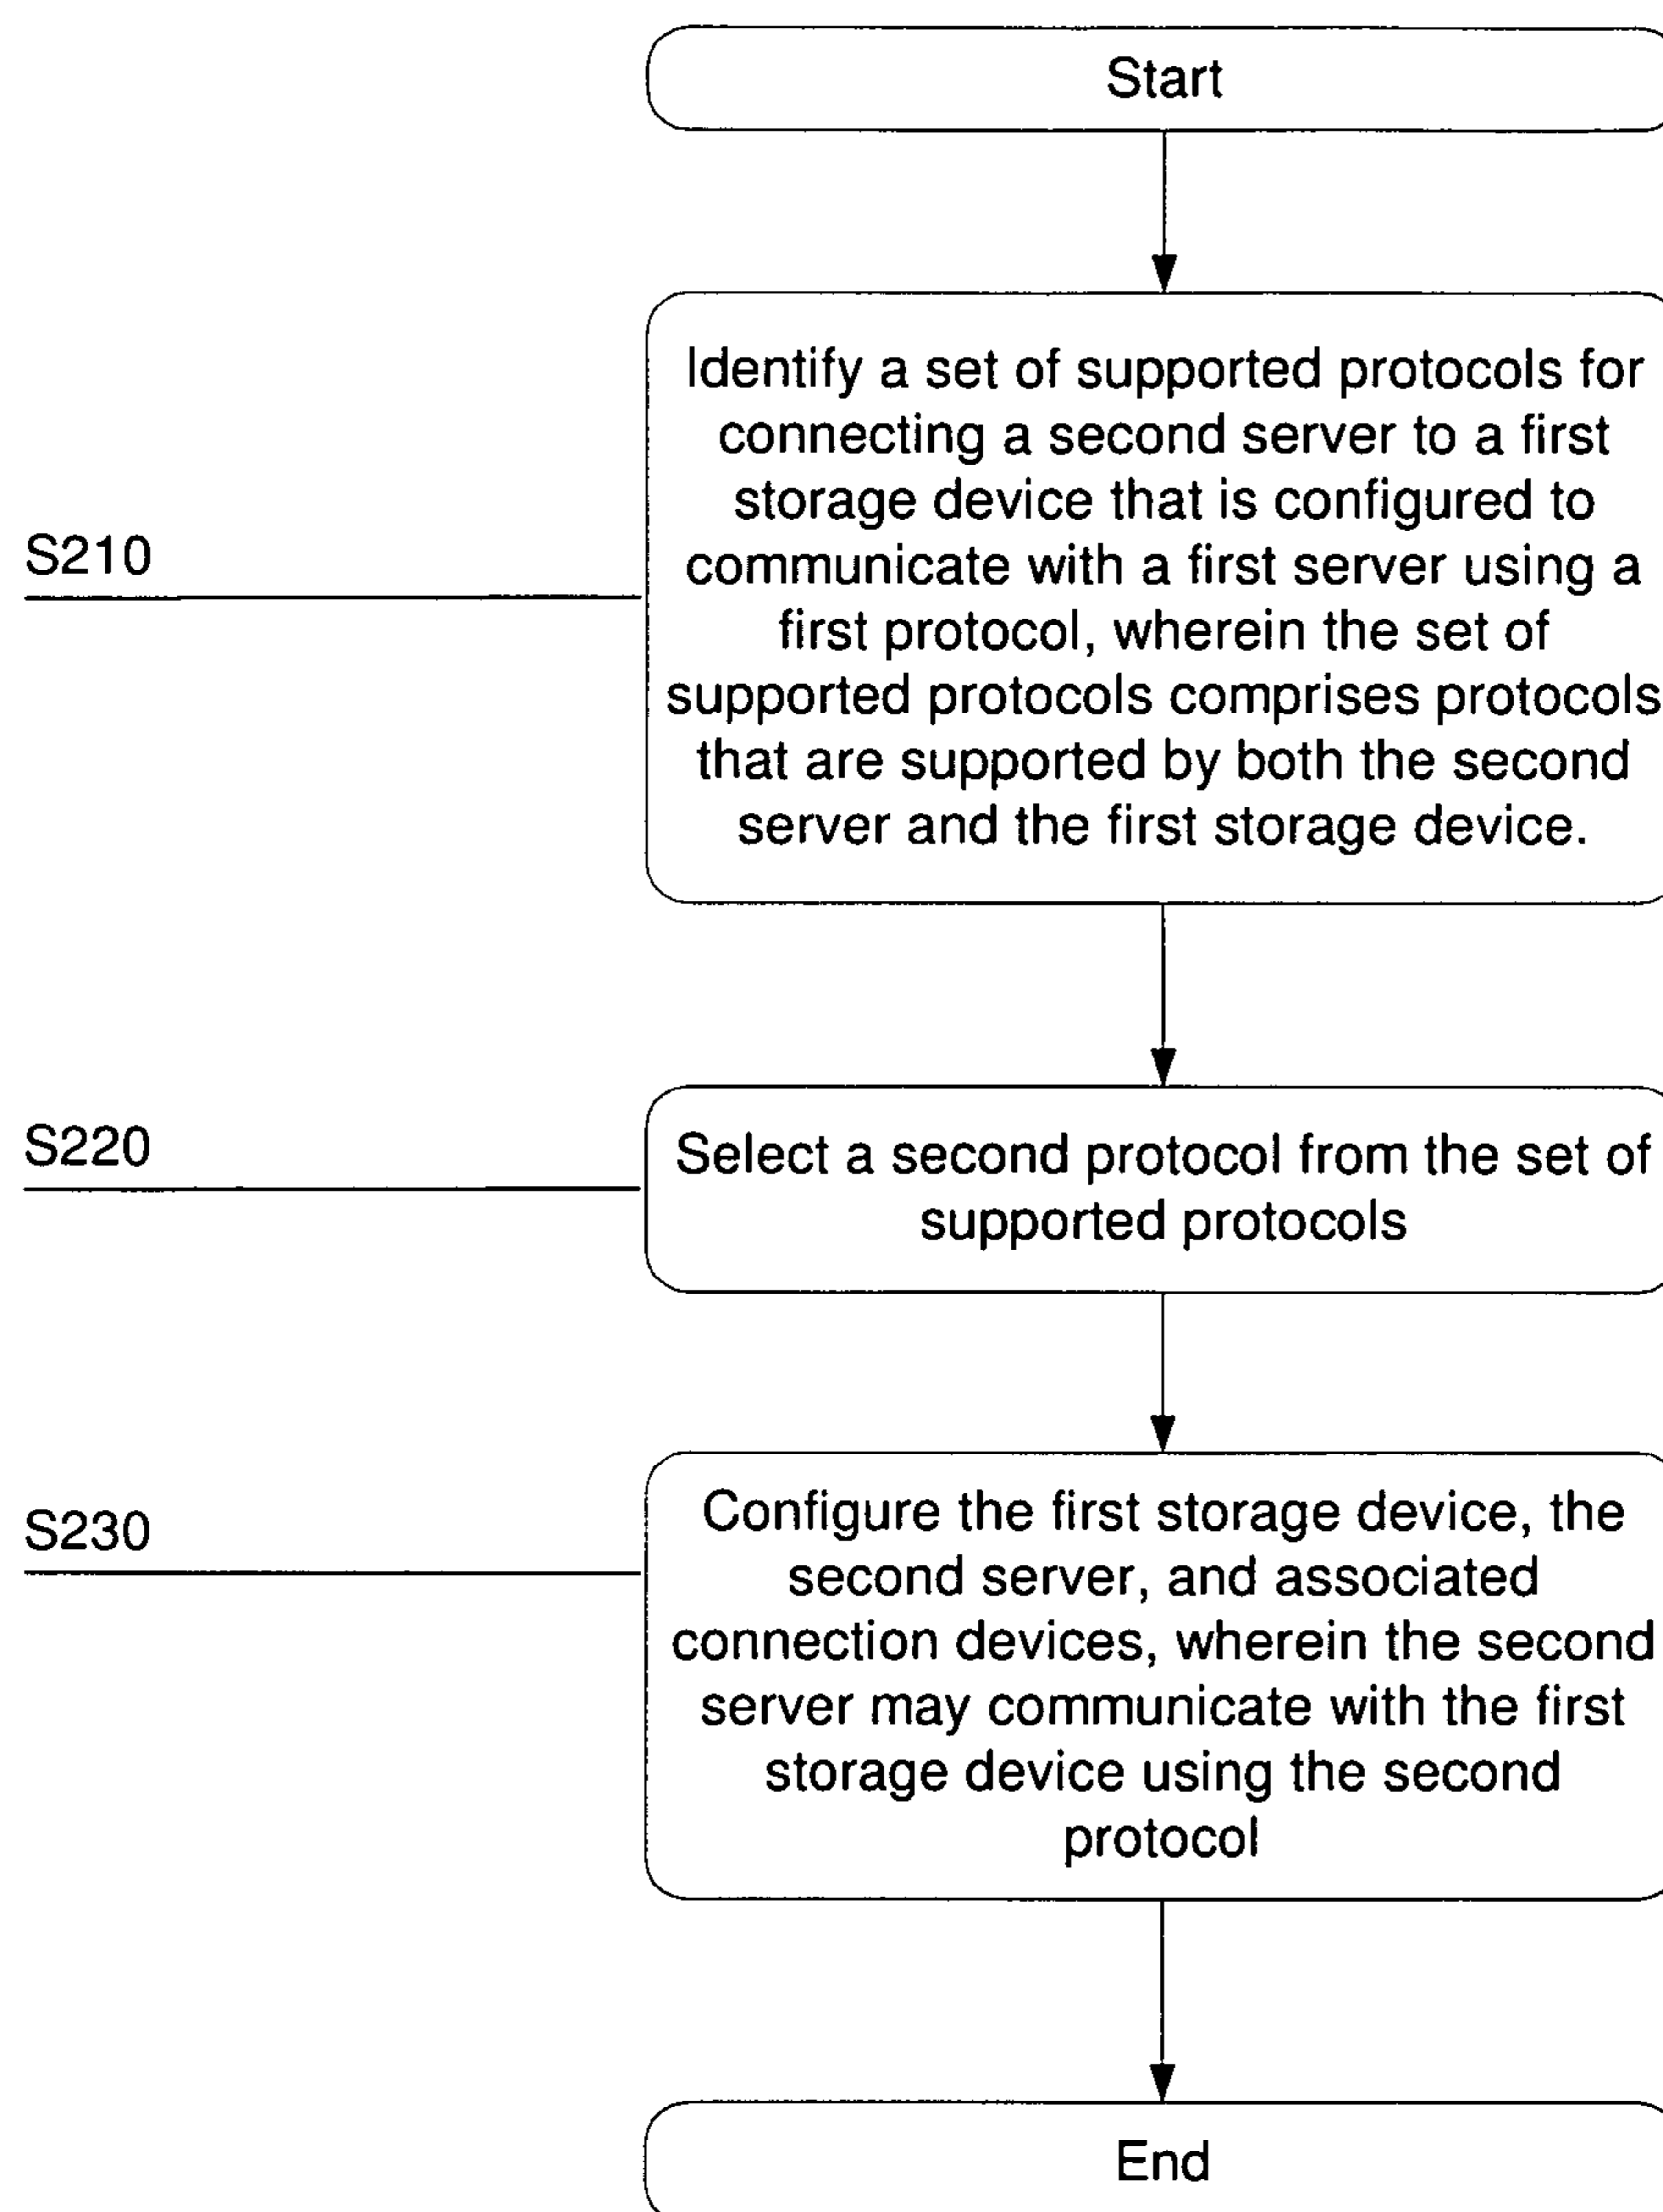 Start
S210
Identify a set of supported protocols for
connecting a second server to a first
storage device that is configured to
communicate with a first server using a
first protocol, wherein the set of
supported protocols comprises protocols
that are supported by both the second
server and the first storage device.
S220
Select a second protocol from the set of
supported protocols
S230
Configure the first storage device, the
second server, and associated
connection devices, wherein the second
server may communicate with the first
storage device using the second
protocol
End